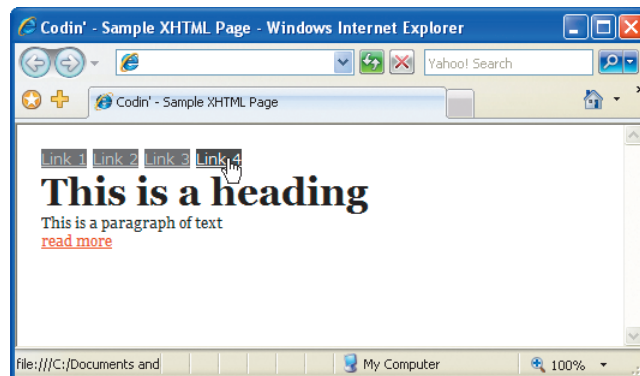 Codin' - Sample XHTML Page - Windows Internet Explorer
Yahoo! Search
Codin' - Sample XHTML Page
Link 1 Link 2 Link 3 Link 4
This is a heading
This is a paragraph of text
read more
file:///C:/Documents and My Computer 100%